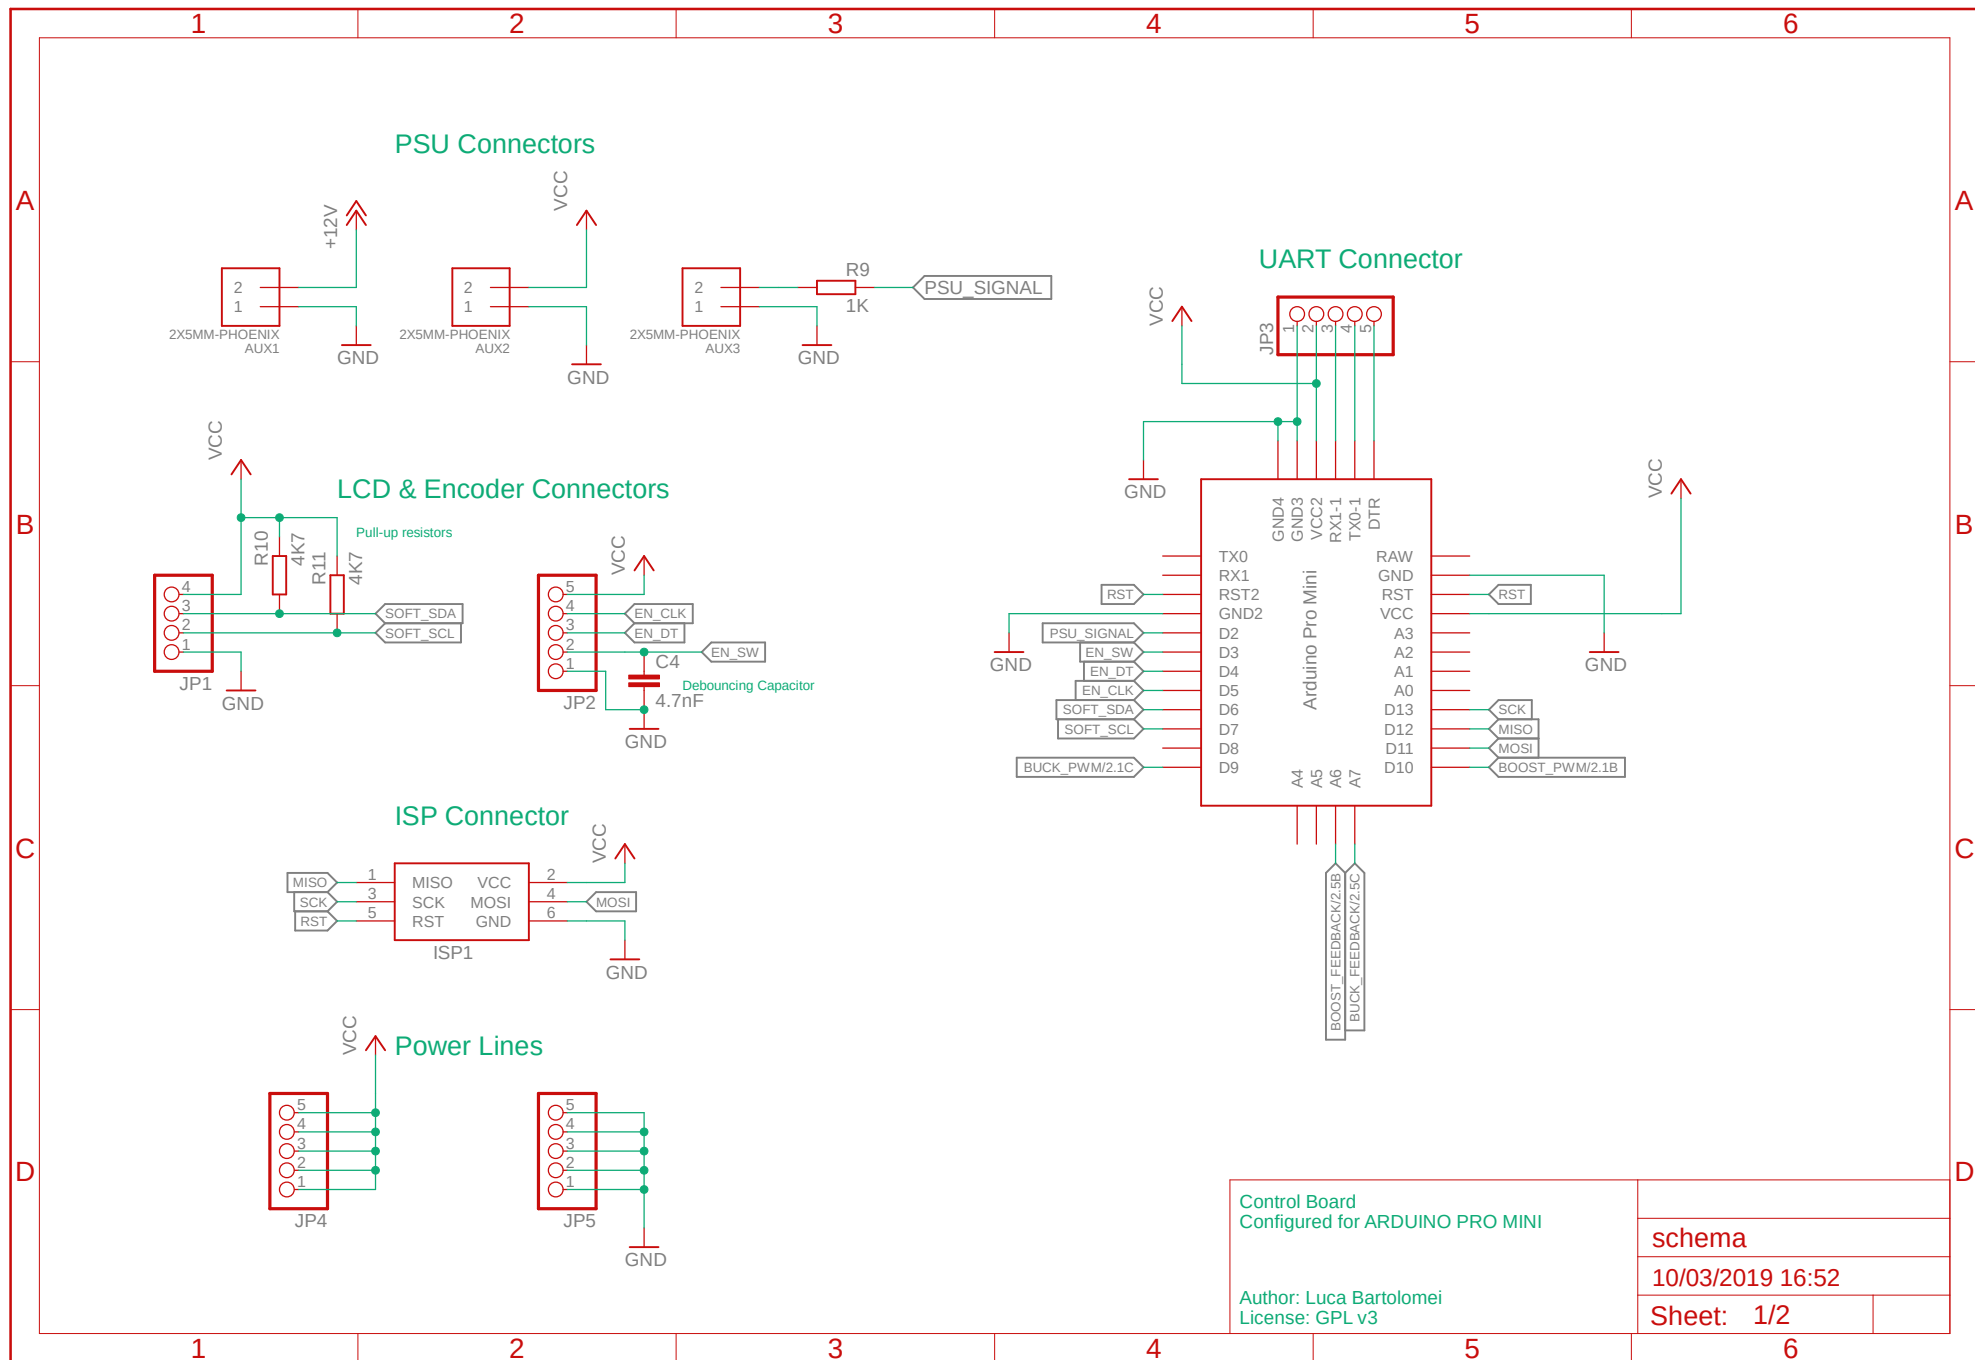 1 2 3 4 5 6
A A
B B
C C
D D
PSU Connectors
+12V
2
1
2X5MM-PHOENIX
AUX1
GND
VCC
2
1
2X5MM-PHOENIX
AUX2
GND
2
1
2X5MM-PHOENIX
AUX3
R9
1K
PSU_SIGNAL
GND
UART Connector
VCC
JP3
1 2 3 4 5
GND
LCD & Encoder Connectors
VCC
Pull-up resistors
R10
4K7
R11
4K7
4
3
2
1
SOFT_SDA
SOFT_SCL
JP1
GND
VCC
5
4
3
2
1
EN_CLK
EN_DT
EN_SW
C4
4.7nF
Debouncing Capacitor
JP2
GND
GND4
GND3
VCC2
RX1-1
TX0-1
DTR
Arduino Pro Mini
TX0
RX1
RST2
GND2
D2
D3
D4
D5
D6
D7
D8
D9
RST
GND
PSU_SIGNAL
EN_SW
EN_DT
EN_CLK
SOFT_SDA
SOFT_SCL
BUCK_PWM/2.1C
RAW
GND
RST
VCC
A3
A2
A1
A0
D13
D12
D11
D10
VCC
RST
GND
SCK
MISO
MOSI
BOOST_PWM/2.1B
A4
A5
A6
A7
BOOST_FEEDBACK/2.5B
BUCK_FEEDBACK/2.5C
ISP Connector
VCC
MISO 1 MISO VCC 2
SCK 3 SCK MOSI 4 MOSI
RST 5 RST GND 6
ISP1
GND
Power Lines
VCC
5
4
3
2
1
JP4
5
4
3
2
1
JP5
GND
Control Board
Configured for ARDUINO PRO MINI
Author: Luca Bartolomei
License: GPL v3
schema
10/03/2019 16:52
Sheet: 1/2
1 2 3 4 5 6